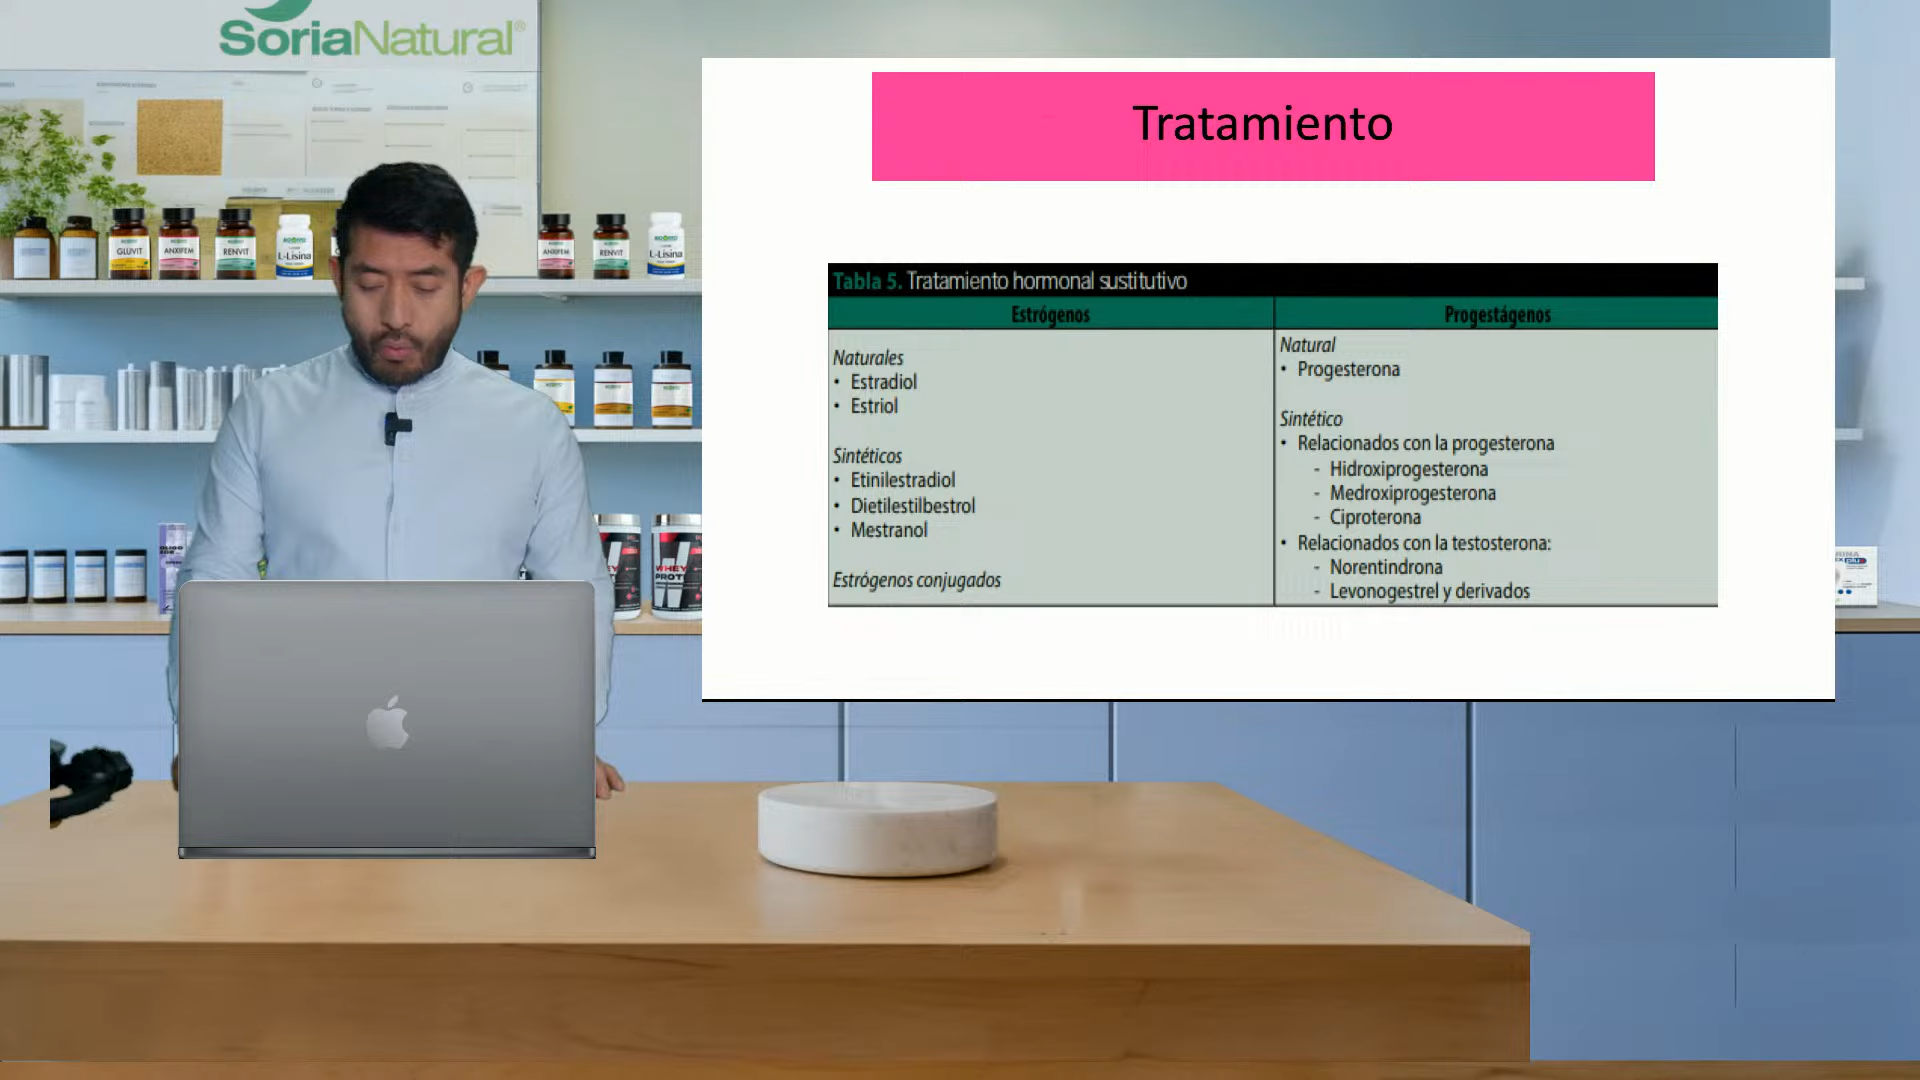 SoriaNatural®
GLUVIT
ANXIFEM
RENVIT
L-Lisina
ANXIFEM
RENVIT
L-Lisina
WHEY
Tratamiento
Tabla 5. Tratamiento hormonal sustitutivo
Estrógenos
Naturales
• Estradiol
• Estriol
Sintéticos
• Etinilestradiol
• Dietilestilbestrol
• Mestranol
Estrógenos conjugados
Progestágenos
Natural
• Progesterona
Sintético
• Relacionados con la progesterona
- Hidroxiprogesterona
- Medroxiprogesterona
- Ciproterona
• Relacionados con la testosterona:
- Norentindrona
- Levonogestrel y derivados